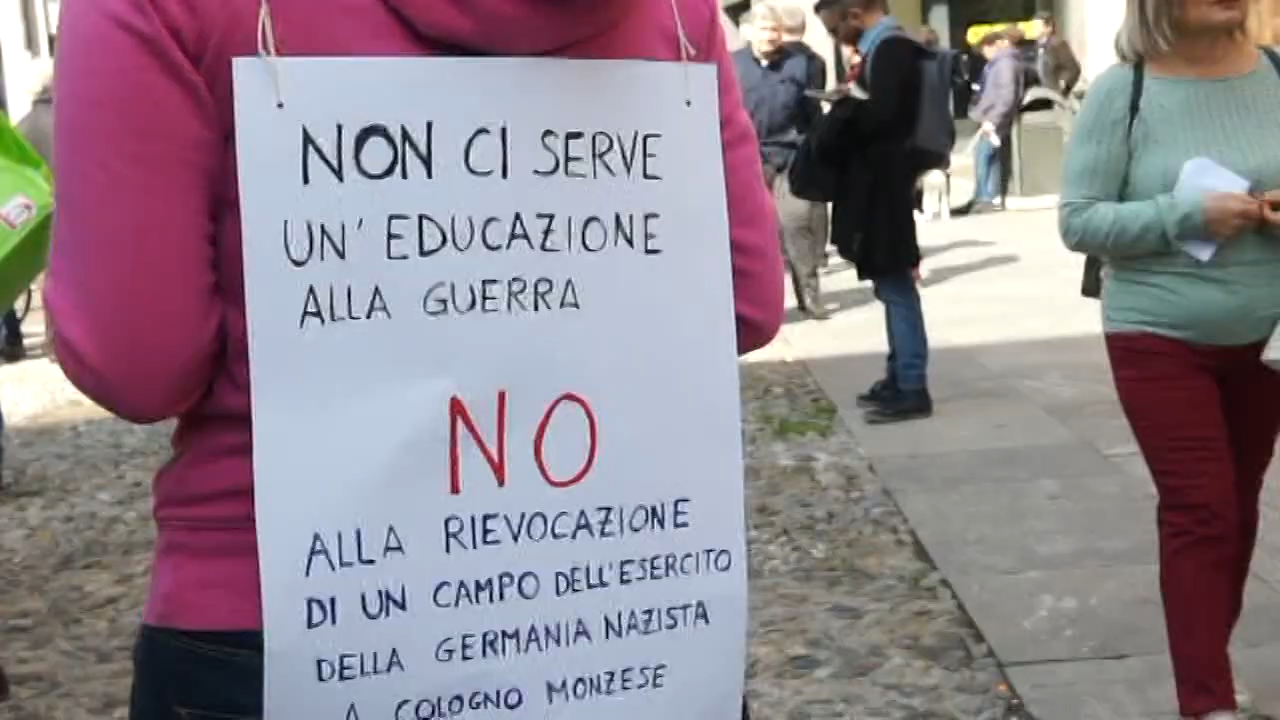 NON CI SERVE
UN' EDUCAZIONE
ALLA GUERRA
NO
ALLA RIEVOCAZIONE
DI UN CAMPO DELL'ESERCITO
DELLA GERMANIA NAZISTA
A COLOGNO MONZESE